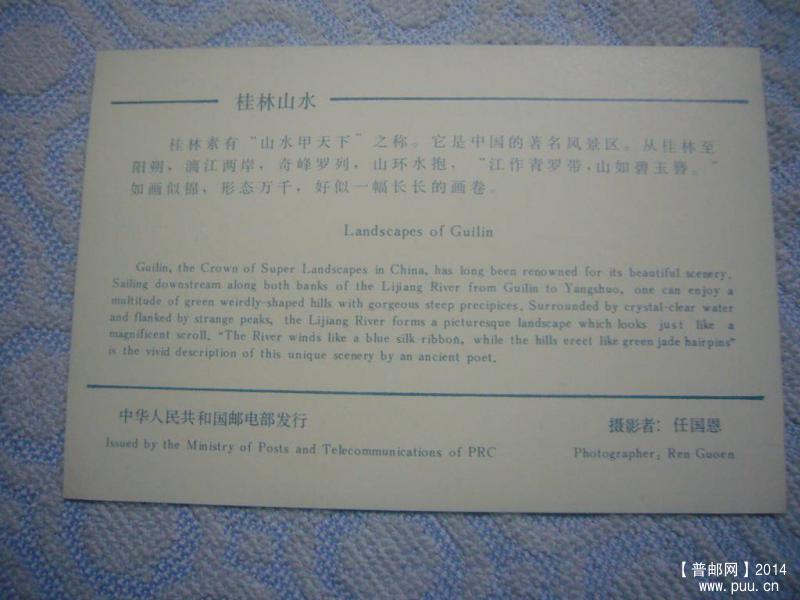 桂林山水
桂林素有“山水甲天下”之称。它是中国的著名风景区。从桂林至
阳朔，漓江两岸，奇峰罗列，山环水抱，“江作青罗带，山如碧玉簪。”
如画似锦，形态万千，好似一幅长长的画卷。
Landscapes of Guilin
Guilin, the Crown of Super Landscapes in China, has long been renowned for its beautiful scenery.
Sailing downstream along both banks of the Lijiang River from Guilin to Yangshuo, one can enjoy a
multitude of green weirdly-shaped hills with gorgeous steep precipices. Surrounded by crystal-clear water
and flanked by strange peaks, the Lijiang River forms a picturesque landscape which looks just like a
magnificent scroll. “The River winds like a blue silk ribbon, while the hills erect like green jade hairpins”
is the vivid description of this unique scenery by an ancient poet.
中华人民共和国邮电部发行
Issued by the Ministry of Posts and Telecommunications of PRC
摄影者：任国恩
Photographer: Ren Guoen
【普邮网】2014
www.puu.cn